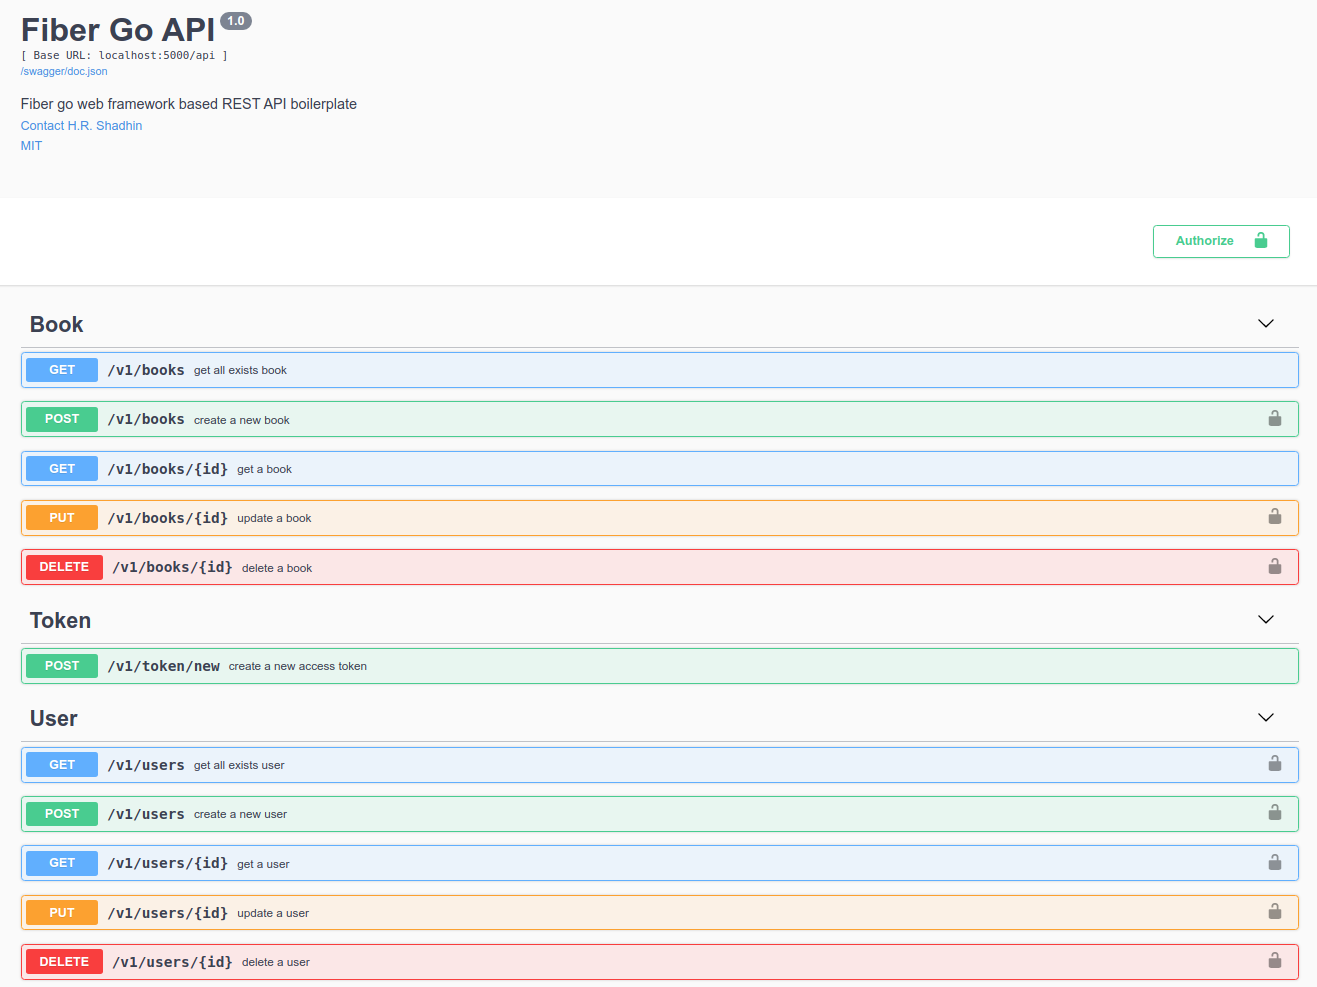 Fiber Go API 1.0
[ Base URL: localhost:5000/api ]
/swagger/doc.json
Fiber go web framework based REST API boilerplate
Contact H.R. Shadhin
MIT
Authorize
Book
GET /v1/books get all exists book
POST /v1/books create a new book
GET /v1/books/{id} get a book
PUT /v1/books/{id} update a book
DELETE /v1/books/{id} delete a book
Token
POST /v1/token/new create a new access token
User
GET /v1/users get all exists user
POST /v1/users create a new user
GET /v1/users/{id} get a user
PUT /v1/users/{id} update a user
DELETE /v1/users/{id} delete a user